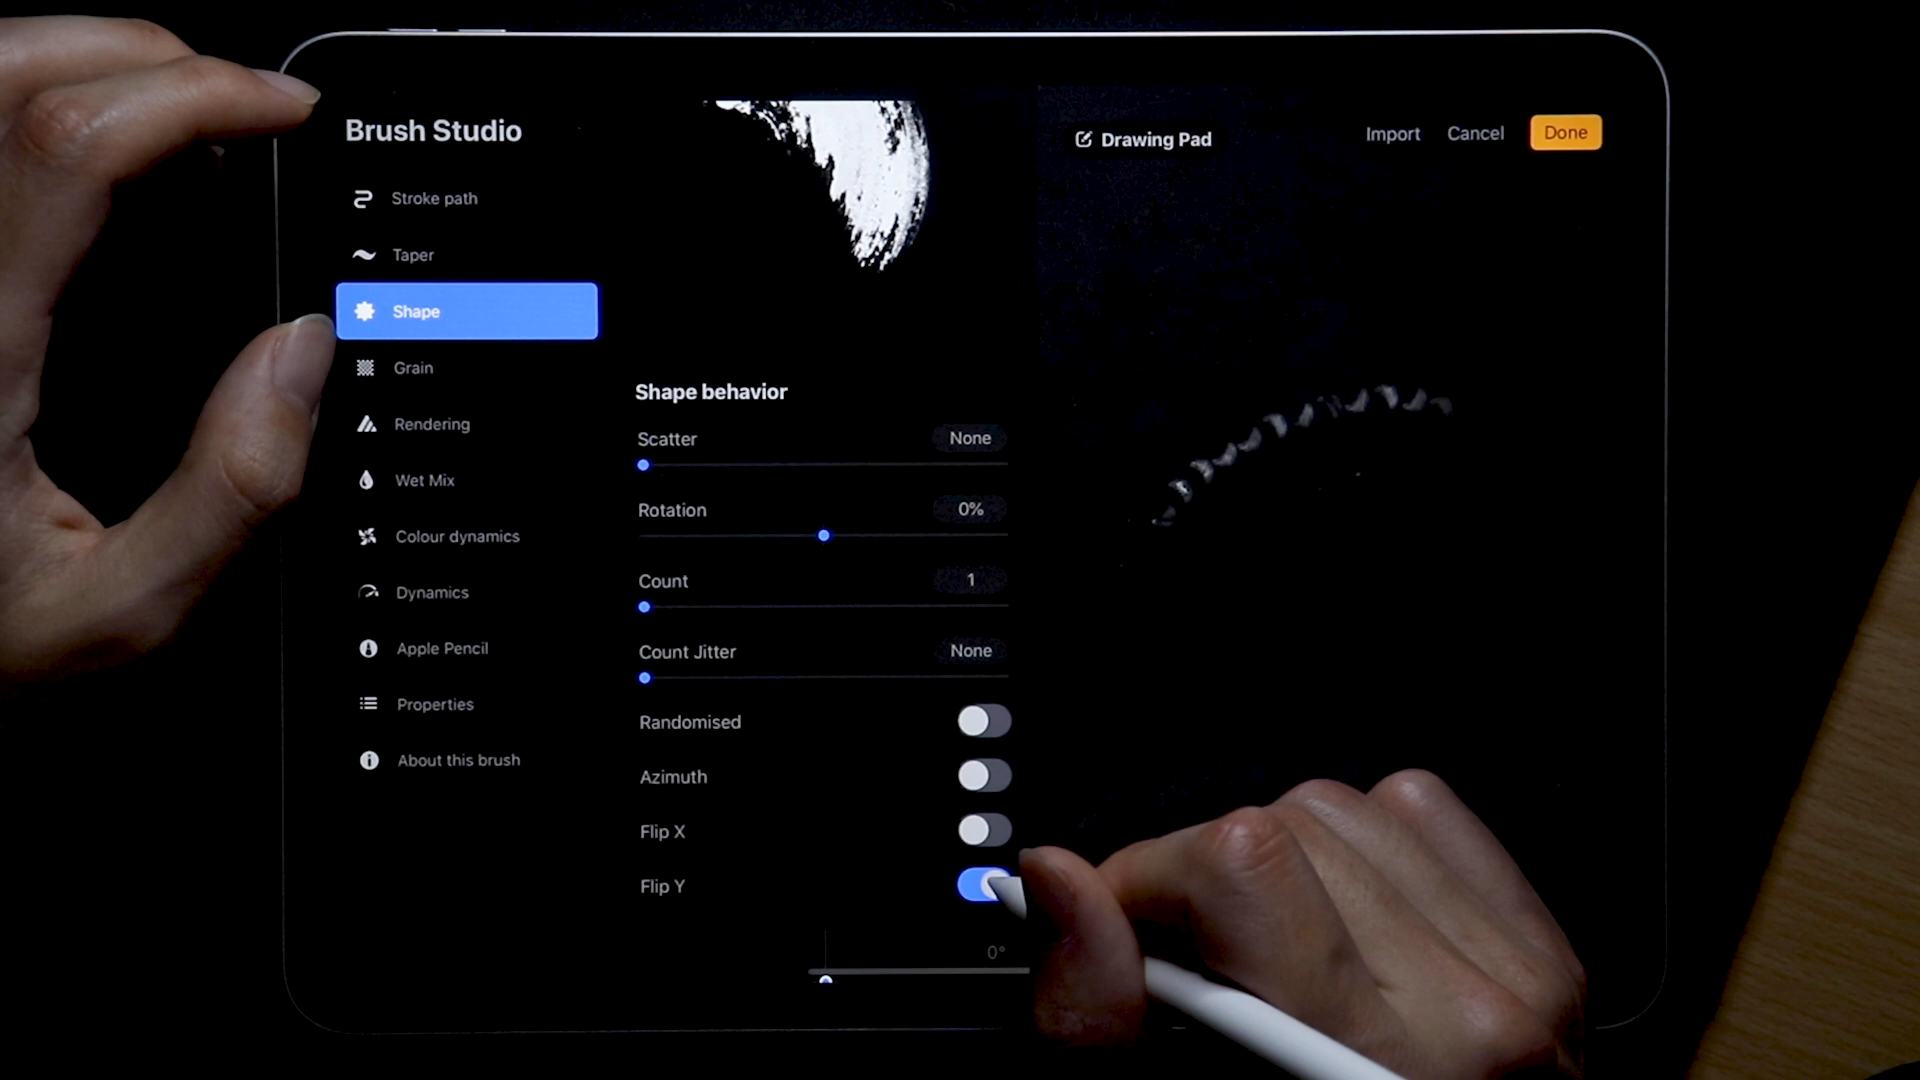 Brush Studio
Stroke path
Taper
Shape
Grain
Rendering
Wet Mix
Colour dynamics
Dynamics
Apple Pencil
Properties
About this brush
Shape behavior
Scatter
None
Rotation
0%
Count
1
Count Jitter
None
Randomised
Azimuth
Flip X
Flip Y
0°
Drawing Pad
Import
Cancel
Done